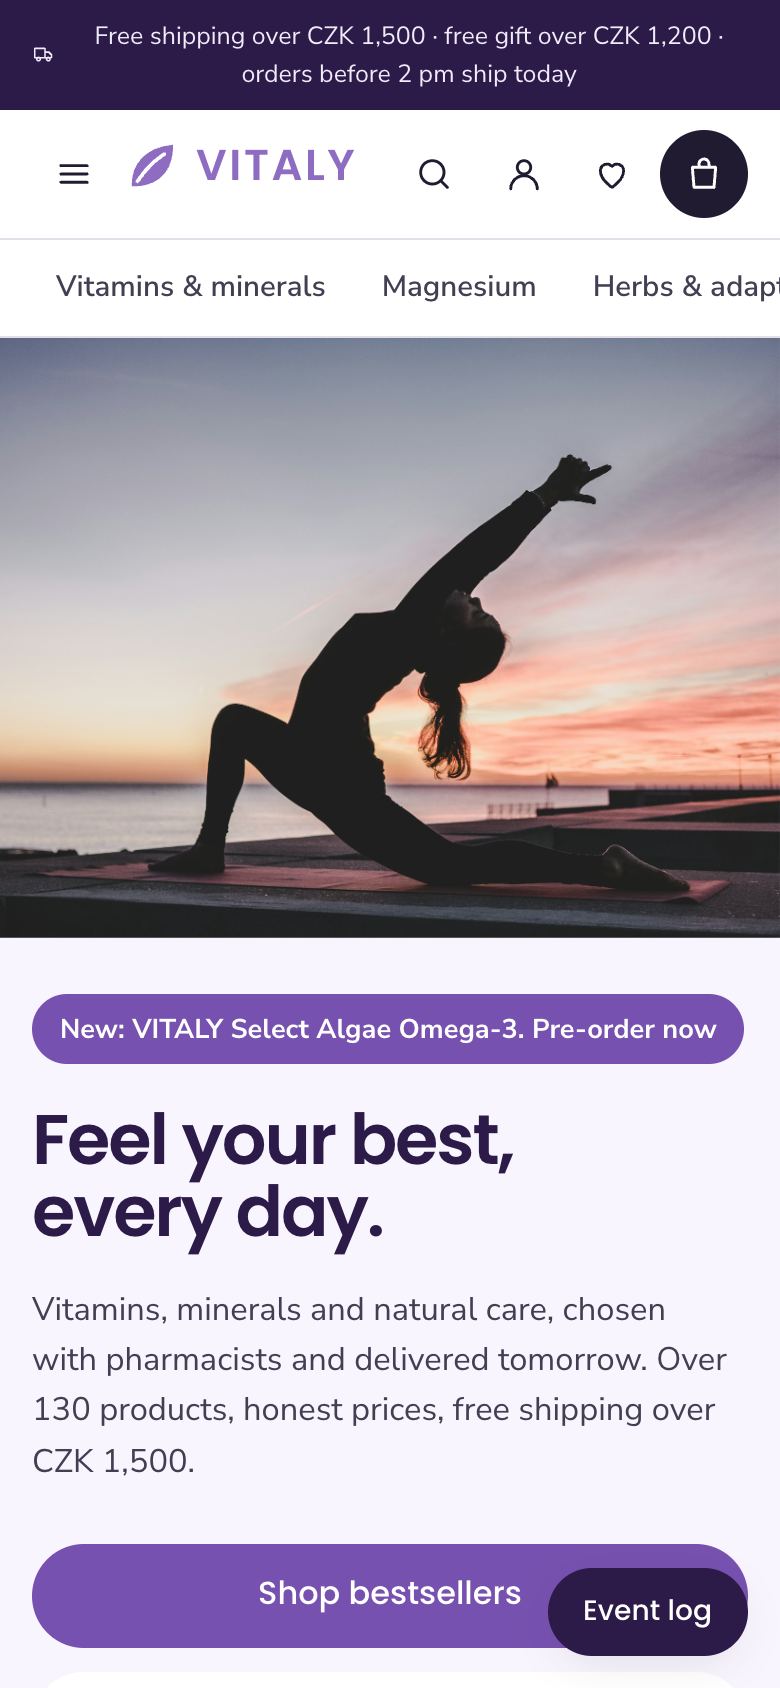 Free shipping over CZK 1,500 · free gift over CZK 1,200 ·
orders before 2 pm ship today
VITALY
Vitamins & minerals Magnesium Herbs & adapt
New: VITALY Select Algae Omega-3. Pre-order now
Feel your best,
every day.
Vitamins, minerals and natural care, chosen
with pharmacists and delivered tomorrow. Over
130 products, honest prices, free shipping over
CZK 1,500.
Shop bestsellers
Event log